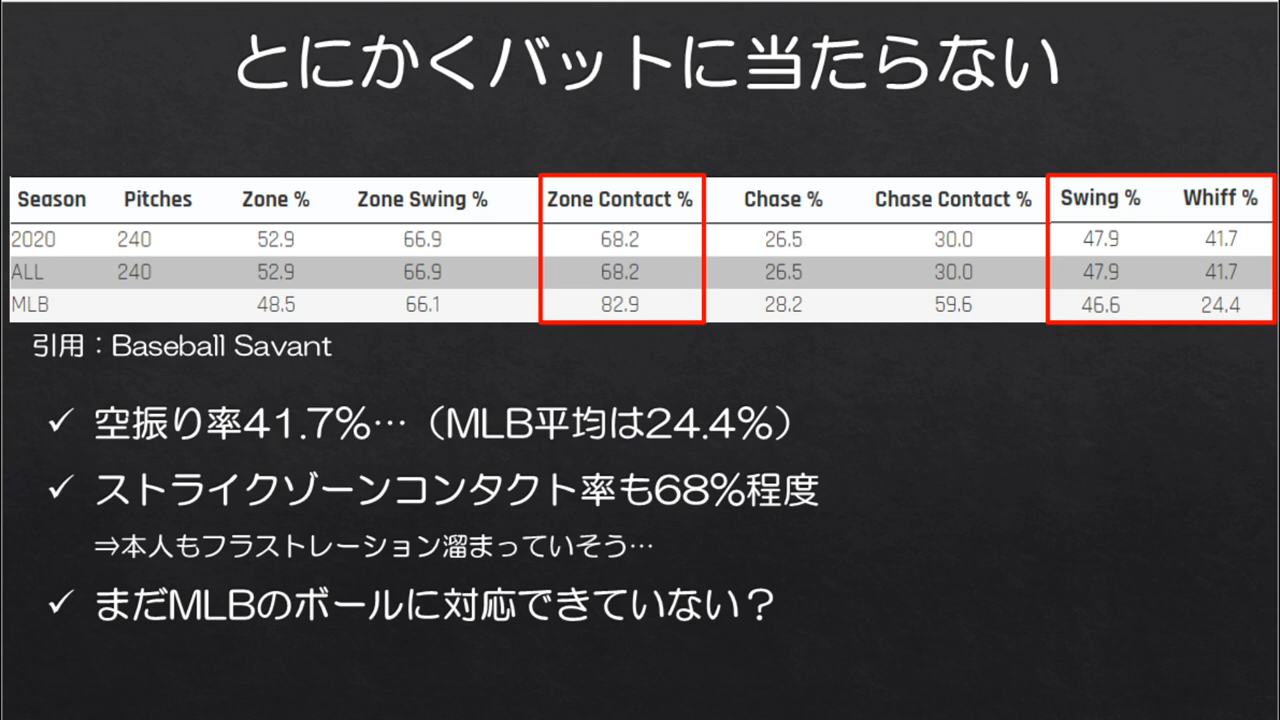 とにかくバットに当たらない
Season Pitches Zone % Zone Swing % Zone Contact % Chase % Chase Contact % Swing % Whiff %
2020 240 52.9 66.9 68.2 26.5 30.0 47.9 41.7
ALL 240 52.9 66.9 68.2 26.5 30.0 47.9 41.7
MLB 48.5 66.1 82.9 28.2 59.6 46.6 24.4
引用：Baseball Savant
✓ 空振り率41.7%…（MLB平均は24.4%）
✓ ストライクゾーンコンタクト率も68%程度
⇒本人もフラストレーション溜まっていそう…
✓ まだMLBのボールに対応できていない？